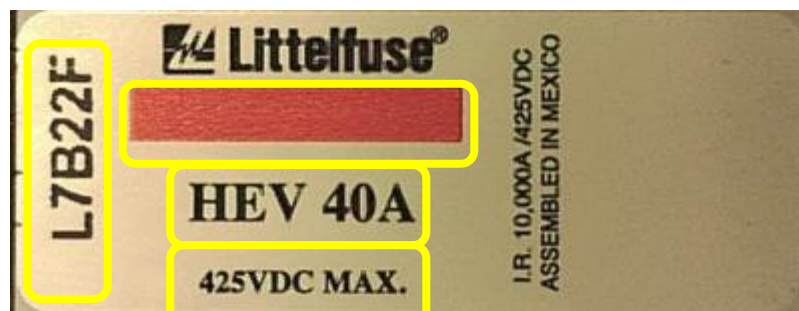 Littelfuse®
L7B22F
HEV 40A
425VDC MAX.
I.R. 10,000A /425VDC
ASSEMBLED IN MEXICO